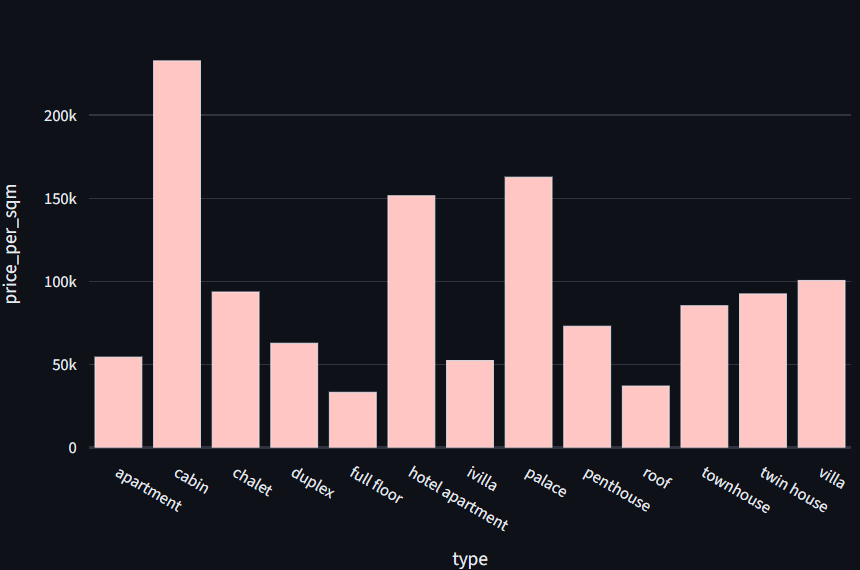 200k
150k
100k
50k
0
price_per_sqm
apartment
cabin
chalet
duplex
full floor
hotel apartment
ivilla
palace
penthouse
roof
townhouse
twin house
villa
type